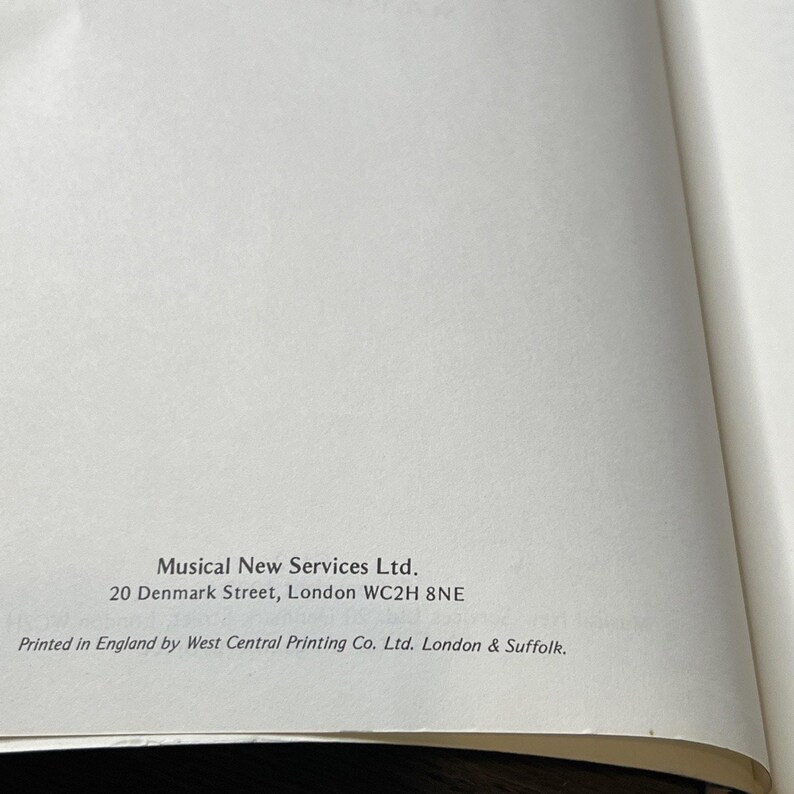 Musical New Services Ltd.
20 Denmark Street, London WC2H 8NE
Printed in England by West Central Printing Co. Ltd. London & Suffolk.